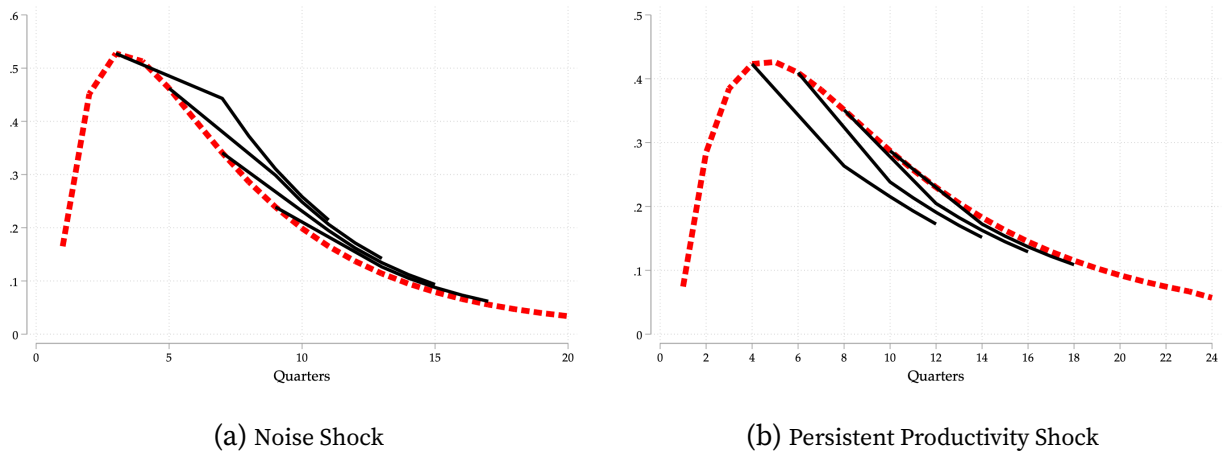 .6
.5
.4
.3
.2
.1
0
0 5 10 15 20
Quarters
(a) Noise Shock
.5
.4
.3
.2
.1
0
0 2 4 6 8 10 12 14 16 18 20 22 24
Quarters
(b) Persistent Productivity Shock